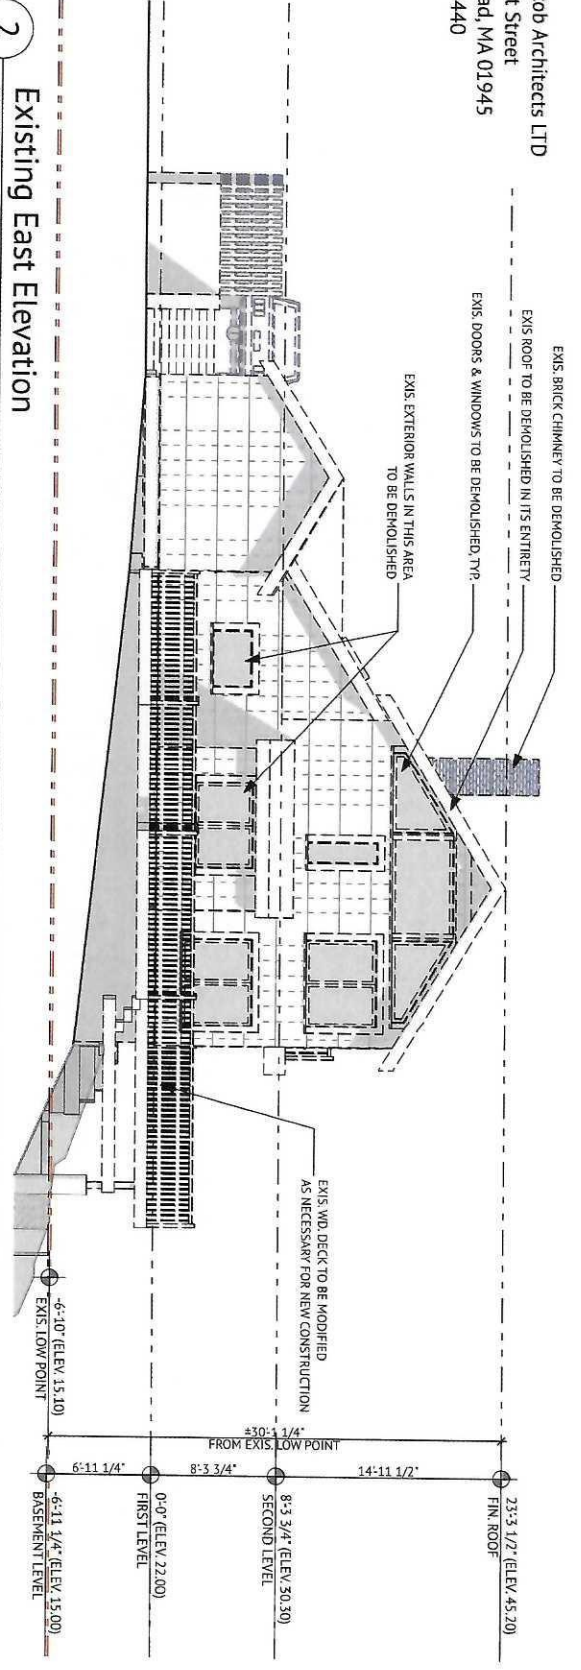 ob Architects LTD
t Street
ad, MA 01945
440
EXIS. BRICK CHIMNEY TO BE DEMOLISHED
EXIS ROOF TO BE DEMOLISHED IN ITS ENTIRETY
EXIS. DOORS & WINDOWS TO BE DEMOLISHED, TYP.
EXIS. EXTERIOR WALLS IN THIS AREA
TO BE DEMOLISHED
EXIS. WD. DECK TO BE MODIFIED
AS NECESSARY FOR NEW CONSTRUCTION
23'-3 1/2" (ELEV. 45.20)
FIN. ROOF
14'-11 1/2"
8'-3 3/4" (ELEV. 30.30)
SECOND LEVEL
8'-3 3/4"
0'-0" (ELEV. 22.00)
FIRST LEVEL
6'-11 1/4"
-6'-11 1/4" (ELEV. 15.00)
BASEMENT LEVEL
±30'-1 1/4"
FROM EXIS. LOW POINT
-6'-10" (ELEV. 15.10)
EXIS. LOW POINT
2
Existing East Elevation